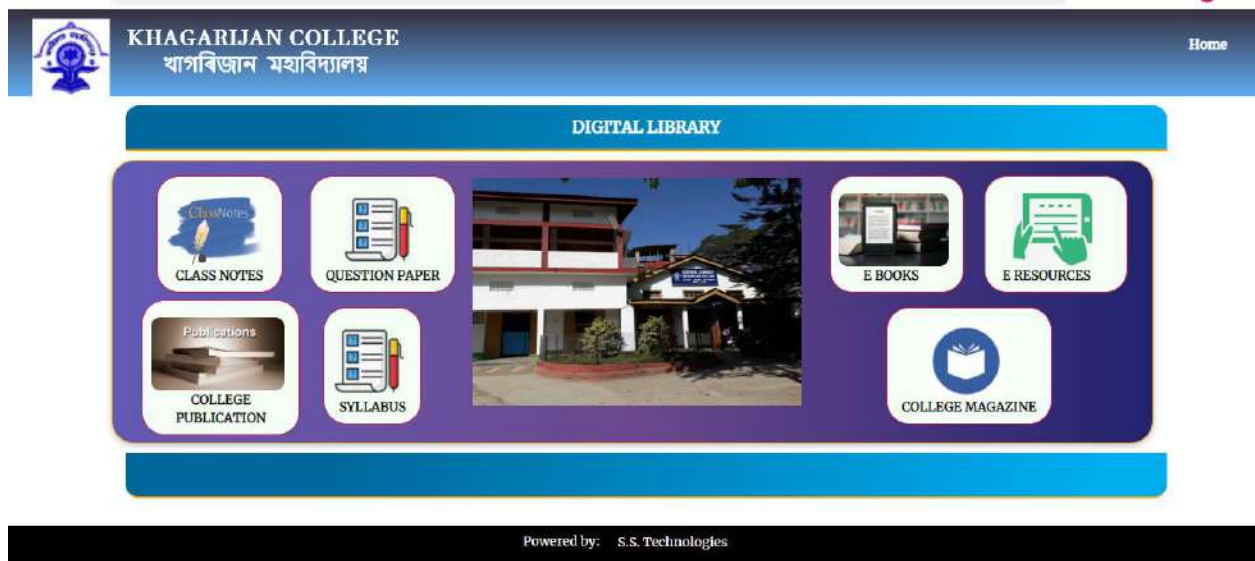 KHAGARIJAN COLLEGE
খাগৰিজান মহাবিদ্যালয়
Home
DIGITAL LIBRARY
ClassNotes
CLASS NOTES
QUESTION PAPER
E BOOKS
E RESOURCES
Publications
COLLEGE
PUBLICATION
SYLLABUS
COLLEGE MAGAZINE
Powered by: S.S. Technologies